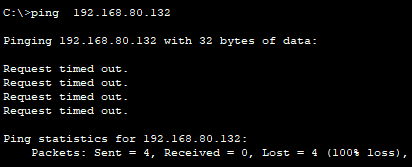 C:\>ping  192.168.80.132
Pinging 192.168.80.132 with 32 bytes of data:
Request timed out.
Request timed out.
Request timed out.
Request timed out.
Ping statistics for 192.168.80.132:
    Packets: Sent = 4, Received = 0, Lost = 4 (100% loss),